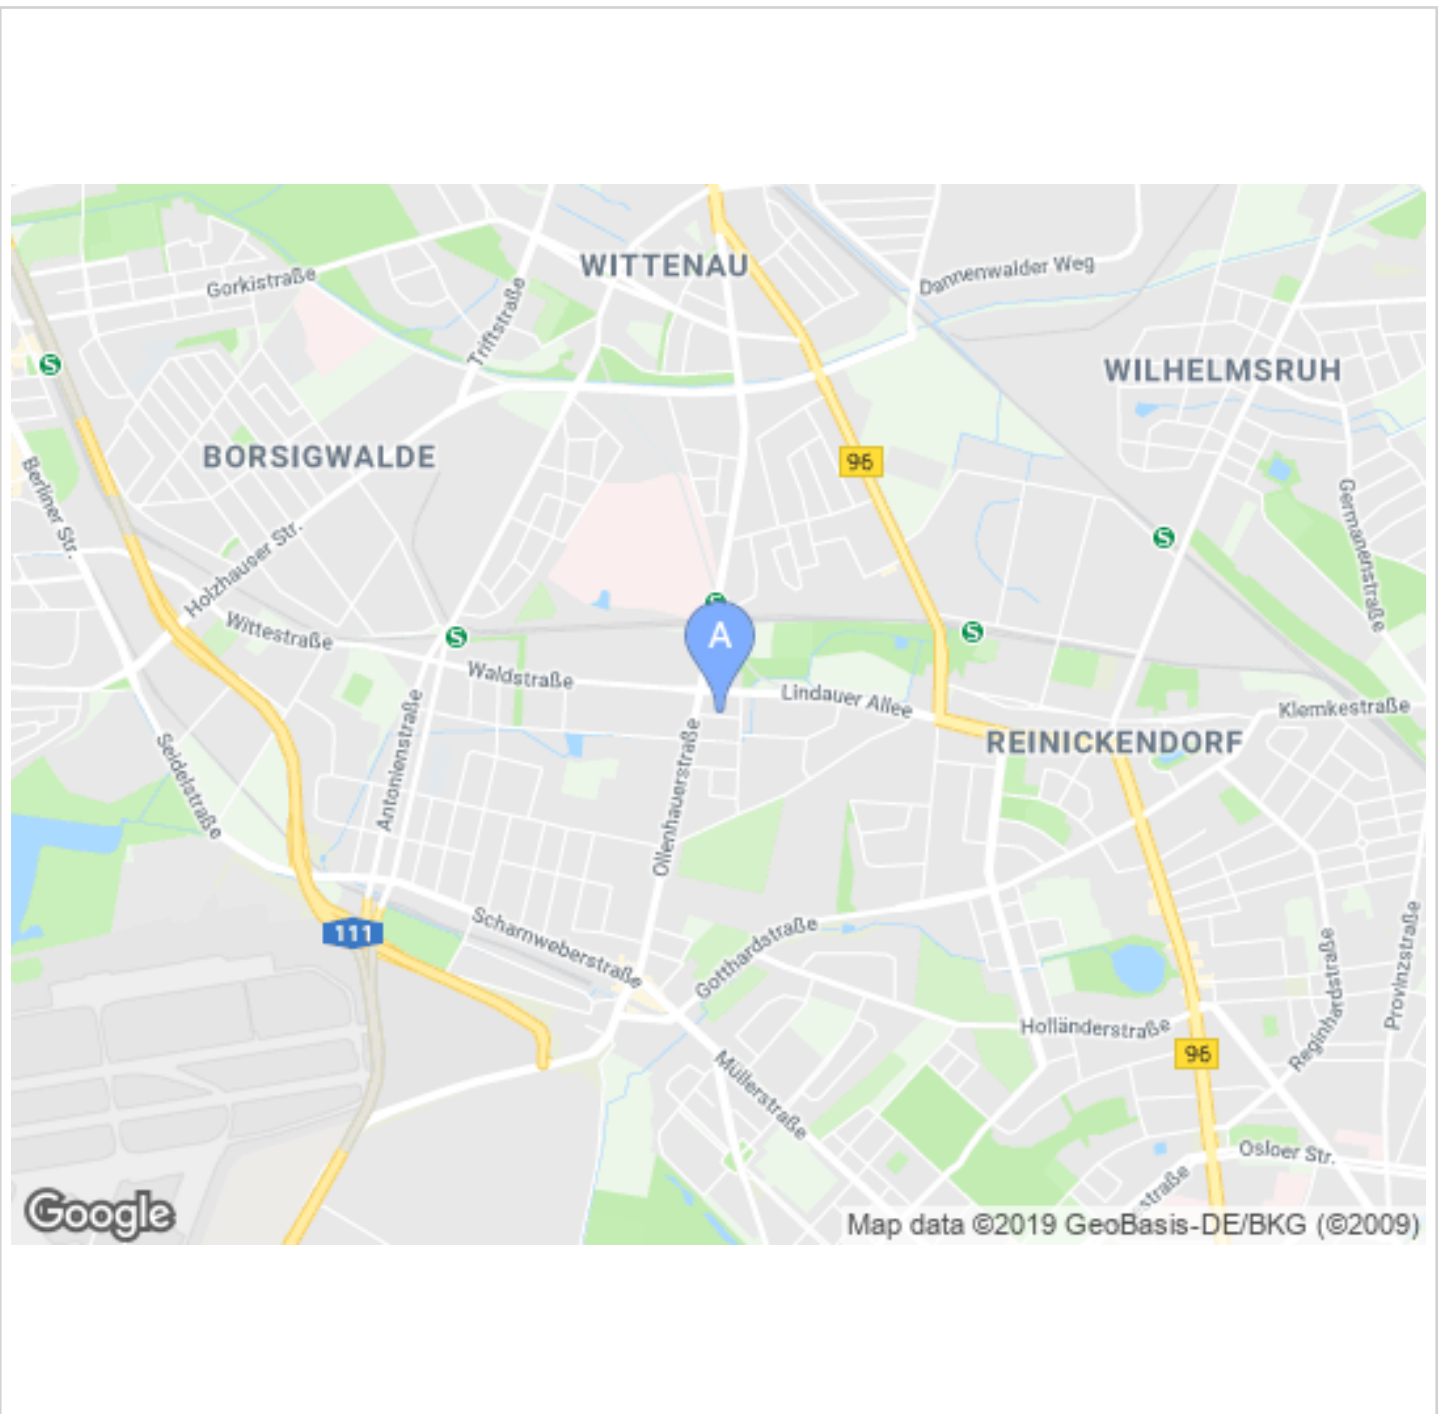 WITTENAU
Dannenwalder Weg
Gorkistraße
Triftstraße
S
WILHELMSRUH
BORSIGWALDE
96
Berliner Str.
Germanenstraße
Holzhauser Str.
S
S
A
Wittestraße
S
S
Waldstraße
Lindauer Allee
Klemkestraße
REINICKENDORF
Antonienstraße
Seidelstraße
Ollenhauerstraße
111
Scharnweberstraße
Gotthardstraße
Provinzstraße
Reginhardstraße
Holländerstraße
96
Müllerstraße
Osloer Str.
straße
Google
Map data ©2019 GeoBasis-DE/BKG (©2009)